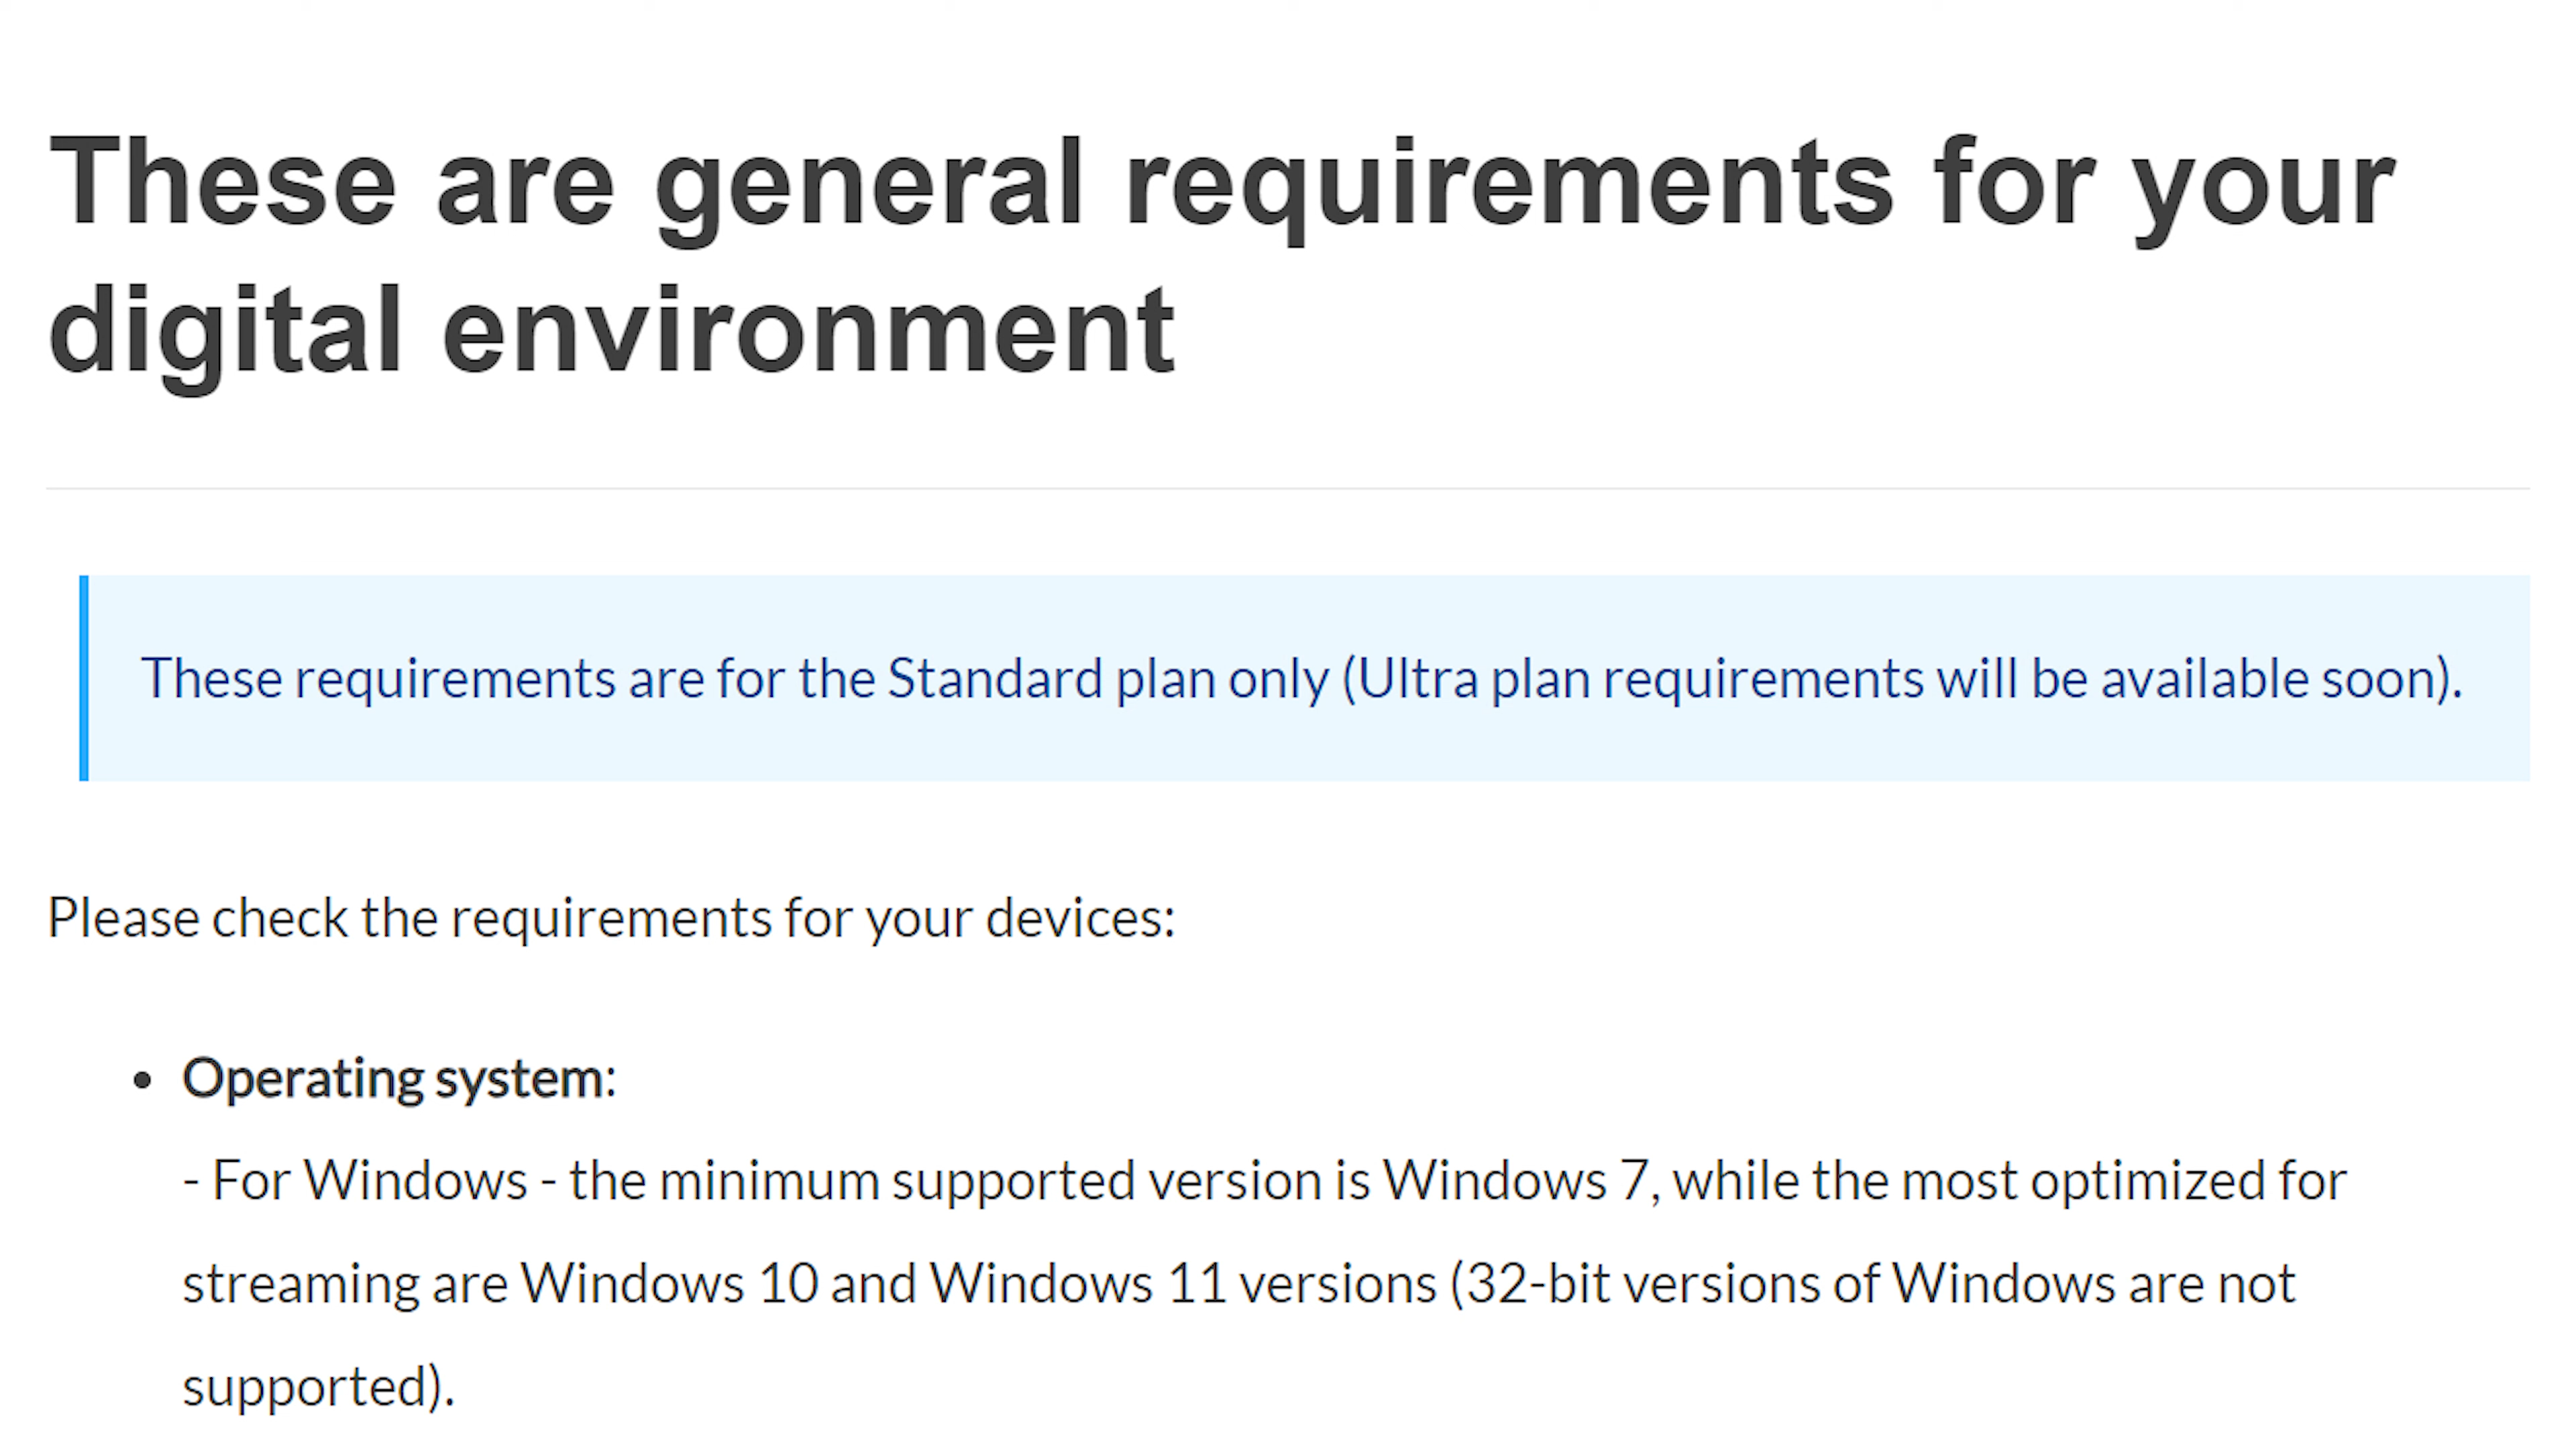 These are general requirements for your
digital environment
These requirements are for the Standard plan only (Ultra plan requirements will be available soon).
Please check the requirements for your devices:
• Operating system:
- For Windows - the minimum supported version is Windows 7, while the most optimized for
streaming are Windows 10 and Windows 11 versions (32-bit versions of Windows are not
supported).